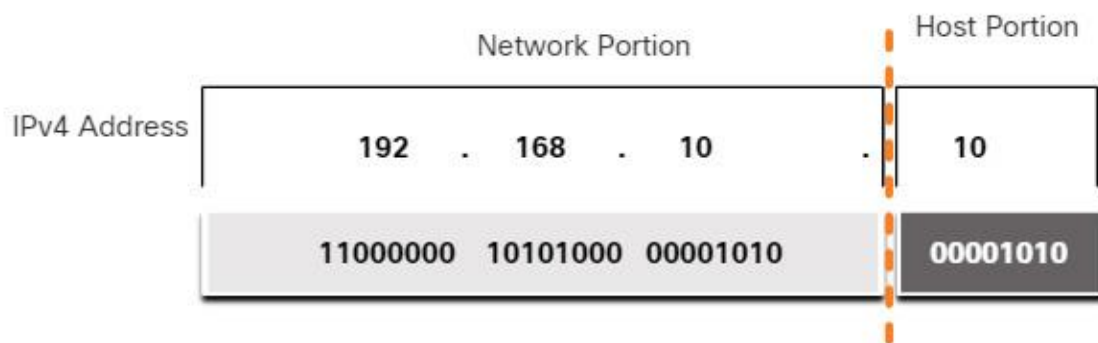 Network Portion
Host Portion
IPv4 Address
192 . 168 . 10 . 10
11000000 10101000 00001010 00001010